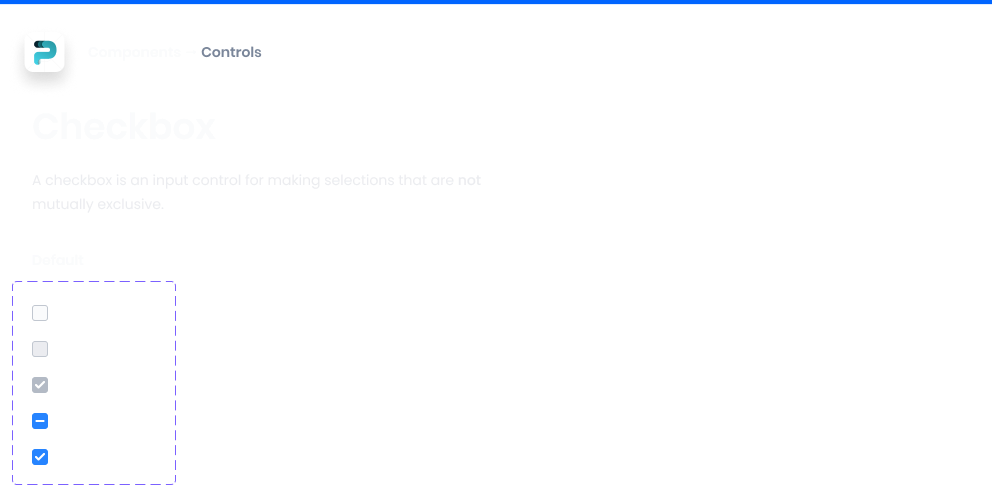 Components
Controls
Checkbox
A checkbox is an input control for making selections that are not
mutually exclusive.
Default